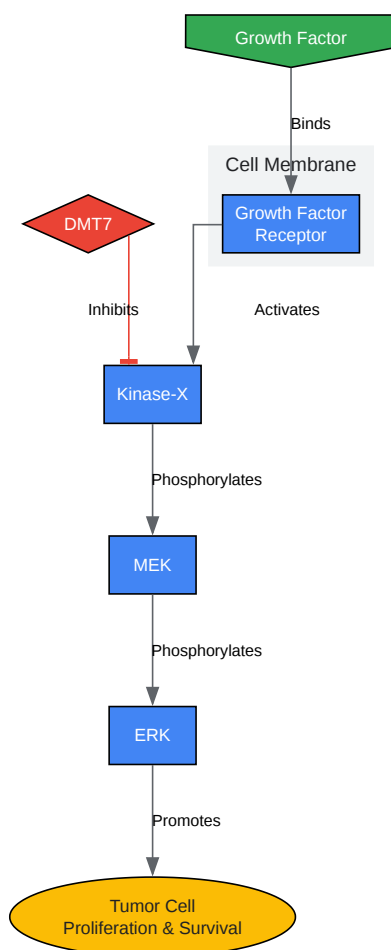 Growth Factor
Binds
Cell Membrane
Growth Factor
Receptor
DMT7
Inhibits
Activates
Kinase-X
Phosphorylates
MEK
Phosphorylates
ERK
Promotes
Tumor Cell
Proliferation & Survival